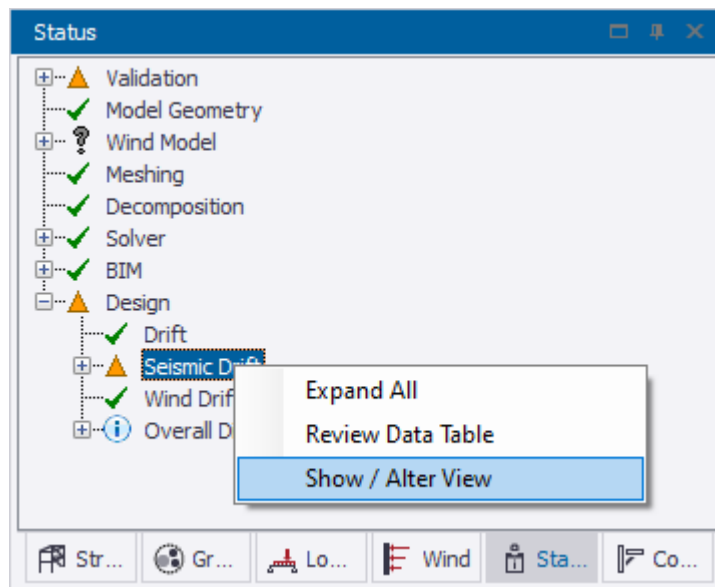 Status
Validation
Model Geometry
Wind Model
Meshing
Decomposition
Solver
BIM
Design
Drift
Seismic Drift
Wind Drif
Overall D
Expand All
Review Data Table
Show / Alter View
Str... Gr... Lo... Wind Sta... Co...